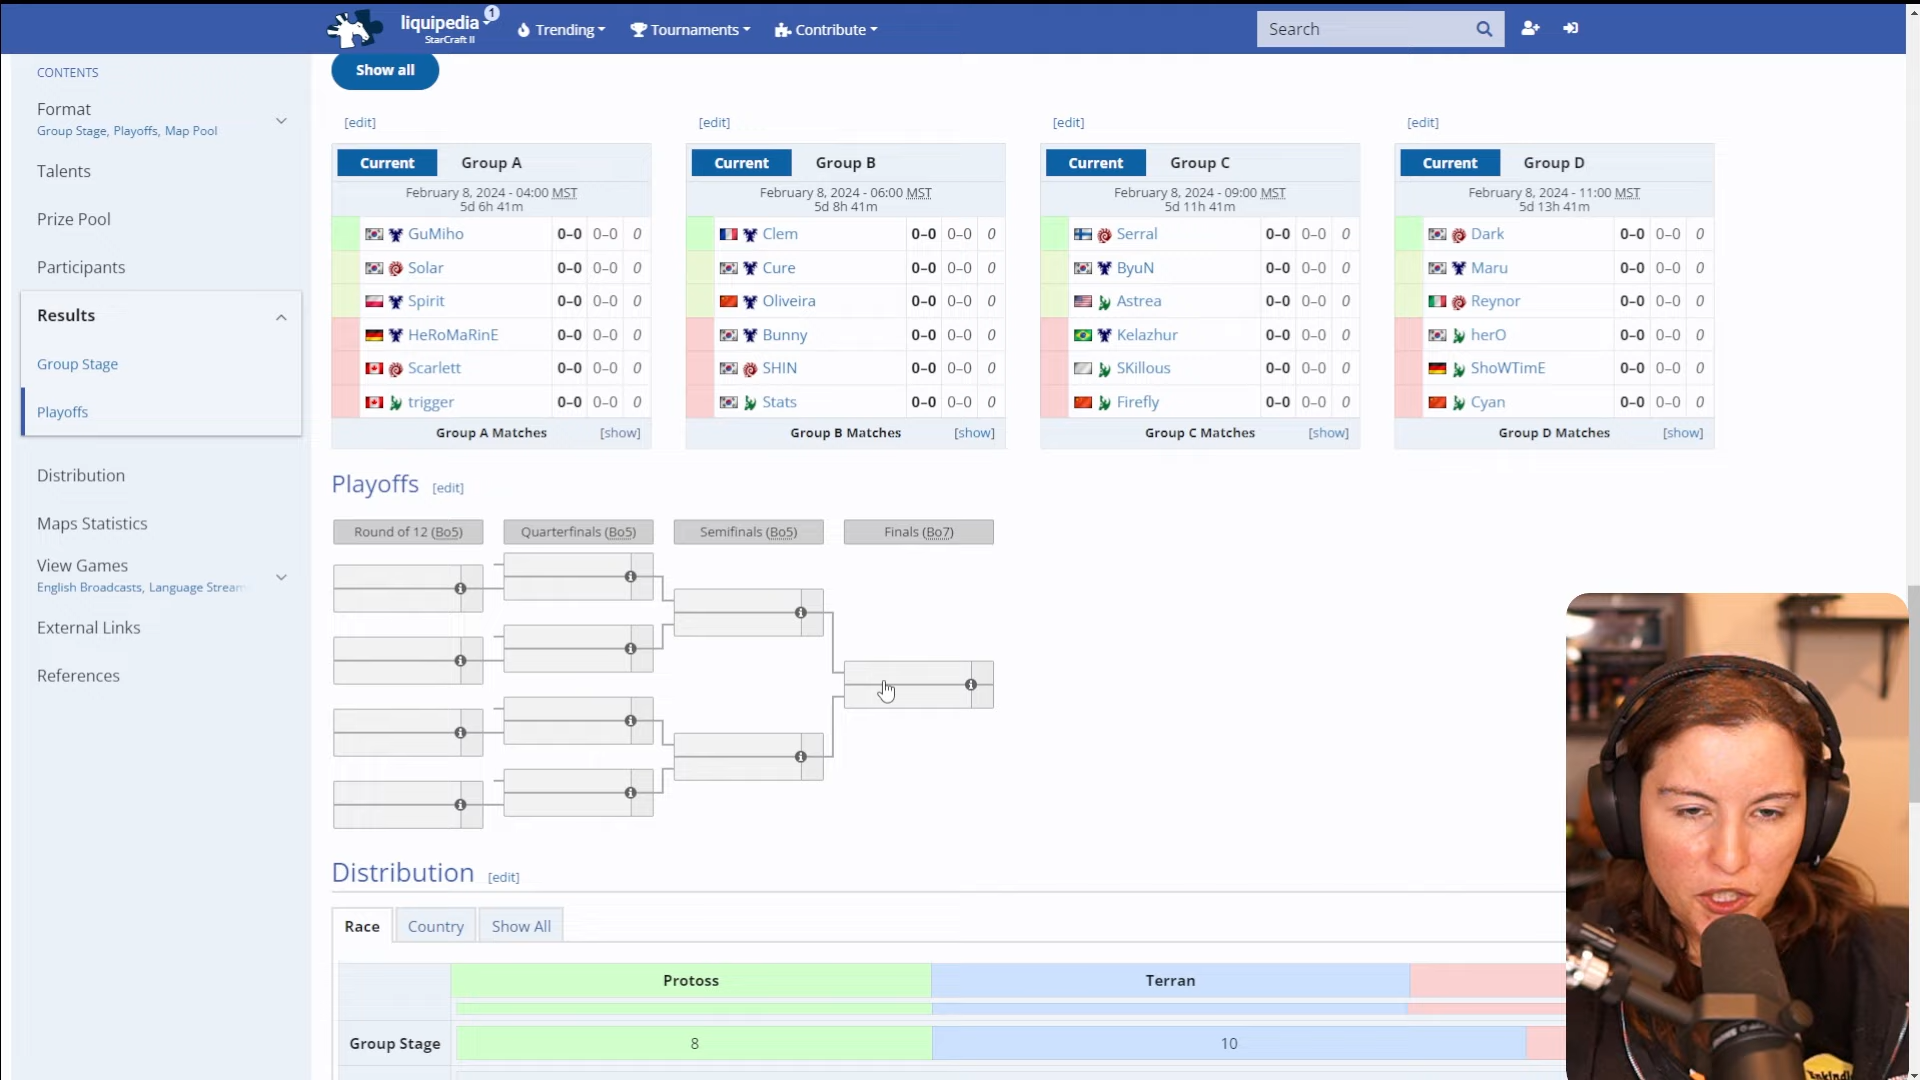 liquipedia 1
StarCraft II
Trending
Tournaments
Contribute
Search
CONTENTS
Format
Group Stage, Playoffs, Map Pool
Talents
Prize Pool
Participants
Results
Group Stage
Playoffs
Distribution
Maps Statistics
View Games
English Broadcasts, Language Stream
External Links
References
Show all
[edit]
Current Group A
February 8, 2024 - 04:00 MST
5d 6h 41m
GuMiho 0–0 0–0 0
Solar 0–0 0–0 0
Spirit 0–0 0–0 0
HeRoMaRinE 0–0 0–0 0
Scarlett 0–0 0–0 0
trigger 0–0 0–0 0
Group A Matches [show]
[edit]
Current Group B
February 8, 2024 - 06:00 MST
5d 8h 41m
Clem 0–0 0–0 0
Cure 0–0 0–0 0
Oliveira 0–0 0–0 0
Bunny 0–0 0–0 0
SHIN 0–0 0–0 0
Stats 0–0 0–0 0
Group B Matches [show]
[edit]
Current Group C
February 8, 2024 - 09:00 MST
5d 11h 41m
Serral 0–0 0–0 0
ByuN 0–0 0–0 0
Astrea 0–0 0–0 0
Kelazhur 0–0 0–0 0
SKillous 0–0 0–0 0
Firefly 0–0 0–0 0
Group C Matches [show]
[edit]
Current Group D
February 8, 2024 - 11:00 MST
5d 13h 41m
Dark 0–0 0–0 0
Maru 0–0 0–0 0
Reynor 0–0 0–0 0
herO 0–0 0–0 0
ShoWTimE 0–0 0–0 0
Cyan 0–0 0–0 0
Group D Matches [show]
Playoffs [edit]
Round of 12 (Bo5) Quarterfinals (Bo5) Semifinals (Bo5) Finals (Bo7)
Distribution [edit]
Race Country Show All
Protoss Terran
Group Stage 8 10